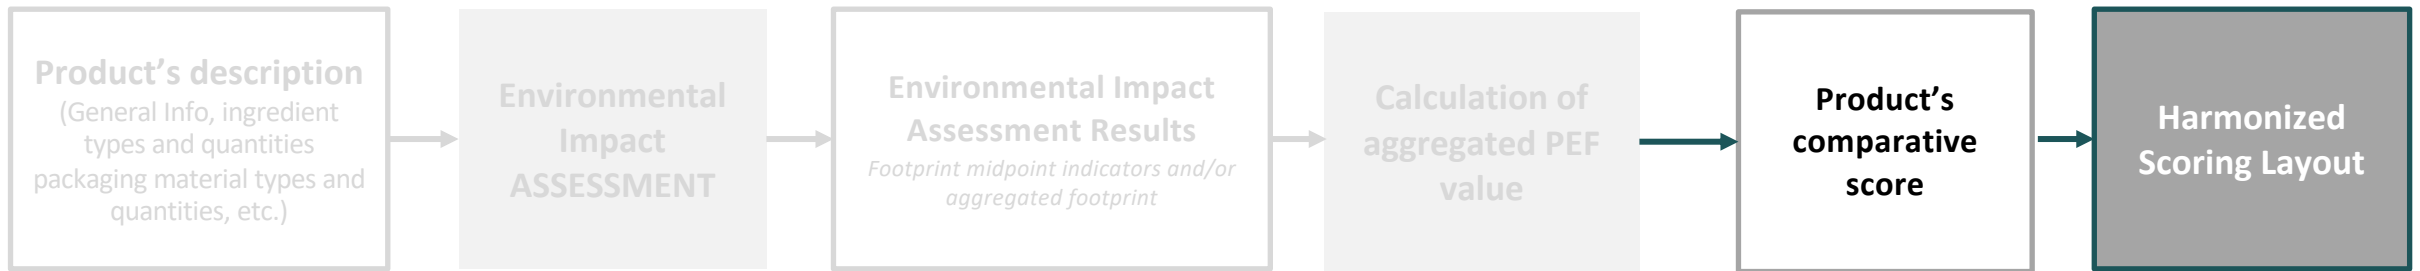 Product’s description
(General Info, ingredient
types and quantities
packaging material types and
quantities, etc.)
Environmental
Impact
ASSESSMENT
Environmental Impact
Assessment Results
Footprint midpoint indicators and/or
aggregated footprint
Calculation of
aggregated PEF
value
Product’s
comparative
score
Harmonized
Scoring Layout